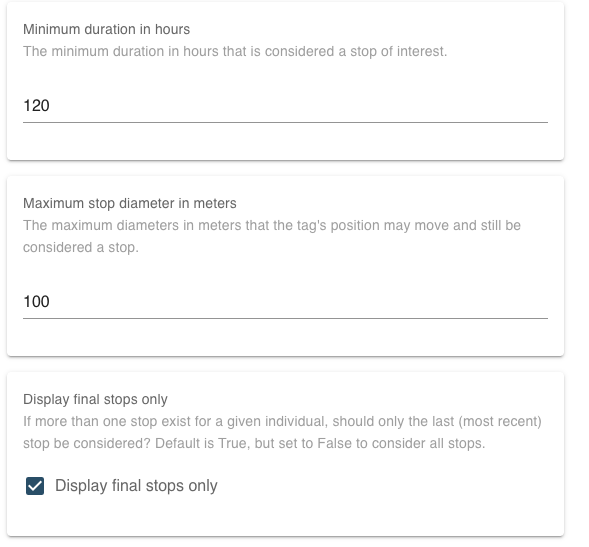 Minimum duration in hours
The minimum duration in hours that is considered a stop of interest.
120
Maximum stop diameter in meters
The maximum diameters in meters that the tag's position may move and still be
considered a stop.
100
Display final stops only
If more than one stop exist for a given individual, should only the last (most recent)
stop be considered? Default is True, but set to False to consider all stops.
Display final stops only